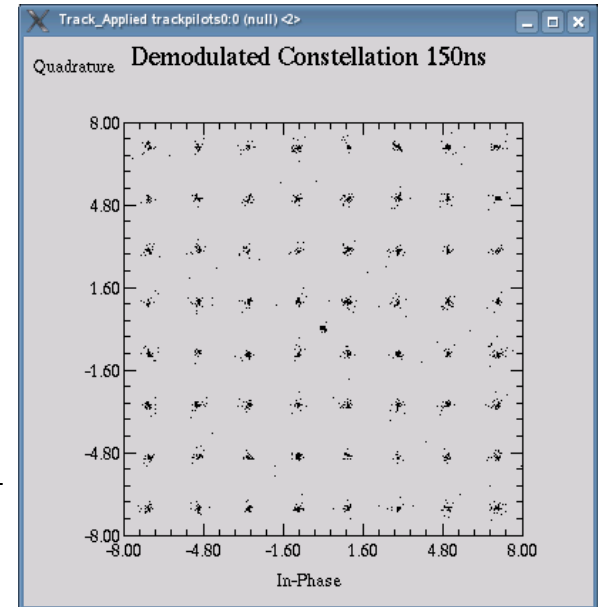 Track_Applied trackpilots0:0 (null) <2>
Demodulated Constellation 150ns
Quadrature
8.00
4.80
1.60
-1.60
-4.80
-8.00
-8.00 -4.80 -1.60 1.60 4.80 8.00
In-Phase